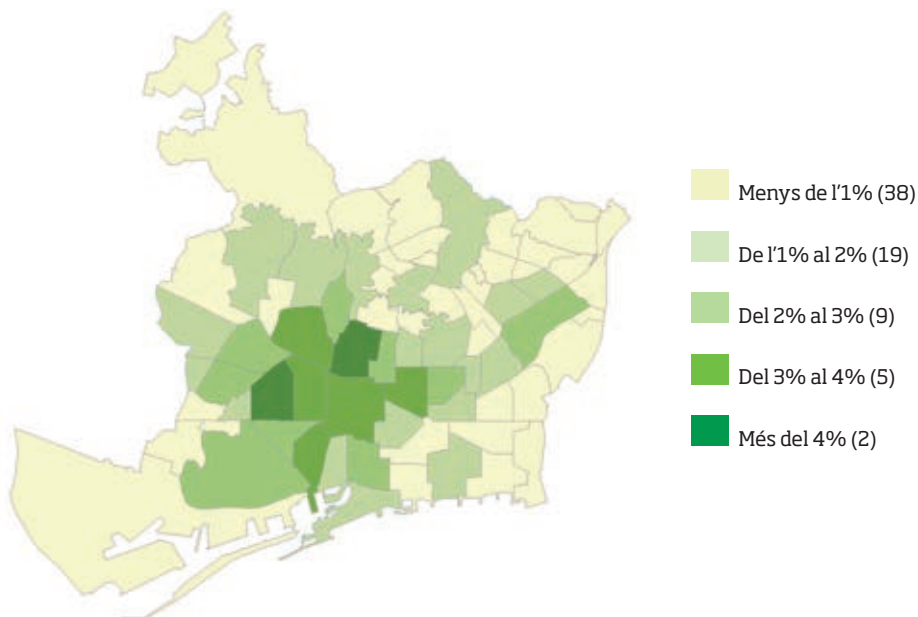 Menys de l'1% (38)
De l'1% al 2% (19)
Del 2% al 3% (9)
Del 3% al 4% (5)
Més del 4% (2)